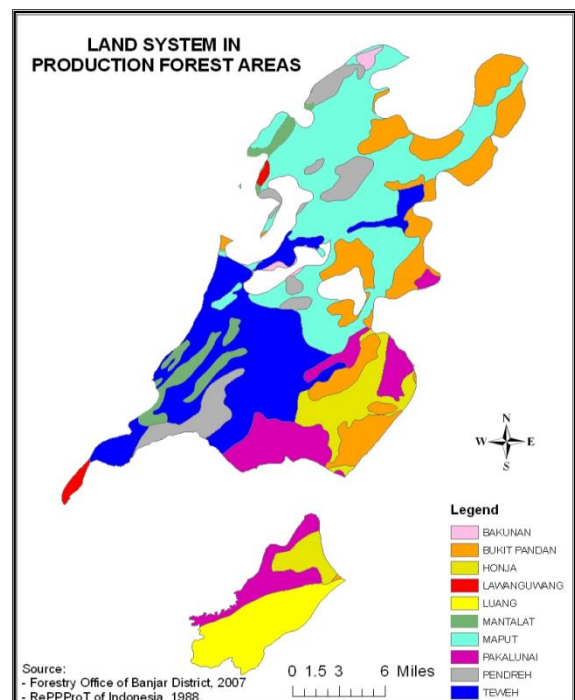 LAND SYSTEM IN
PRODUCTION FOREST AREAS
N
W E
S
Legend
BAKUNAN
BUKIT PANDAN
HONJA
LAWANGUWANG
LUANG
MANTALAT
MAPUT
PAKALUNAI
PENDREH
TEWEH
Source:
- Forestry Office of Banjar District, 2007
- RePPProT of Indonesia, 1988.
0 1.5 3 6 Miles